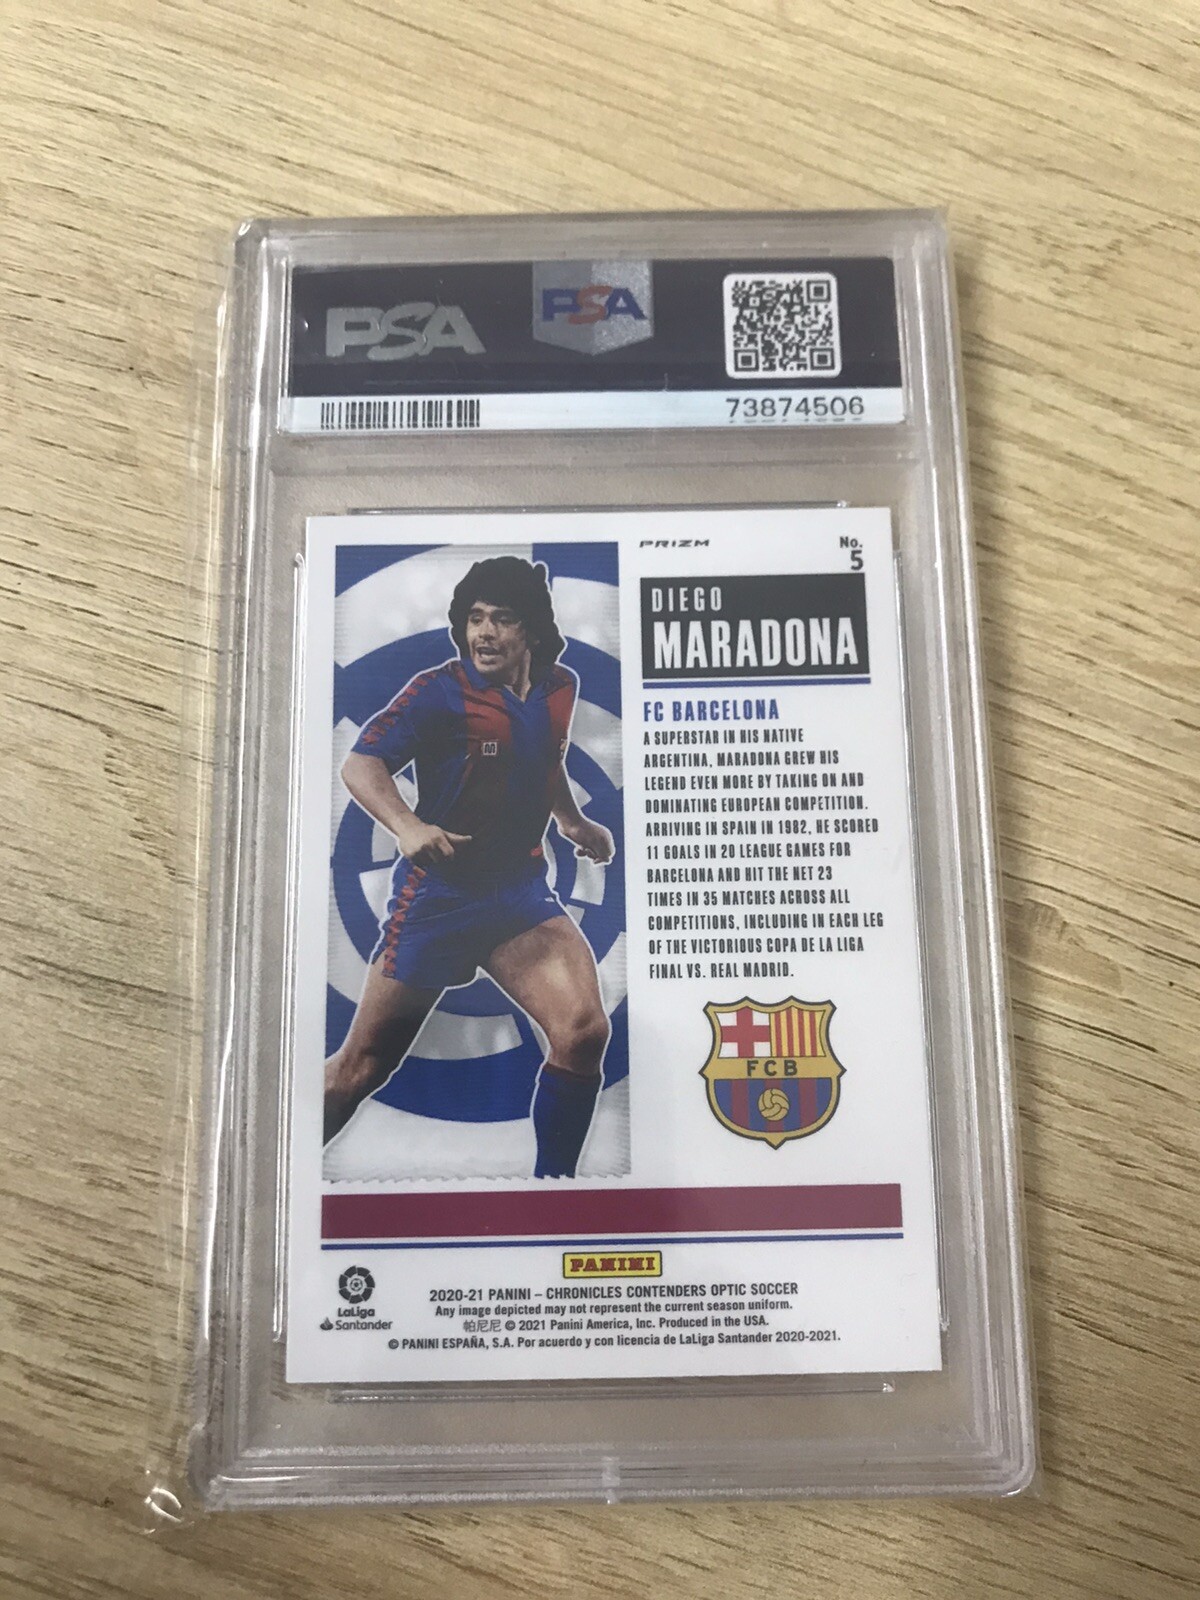 PSA
PSA
73874506
PRIZM
No.
5
DIEGO
MARADONA
FC BARCELONA
A SUPERSTAR IN HIS NATIVE
ARGENTINA, MARADONA GREW HIS
LEGEND EVEN MORE BY TAKING ON AND
DOMINATING EUROPEAN COMPETITION.
ARRIVING IN SPAIN IN 1982, HE SCORED
11 GOALS IN 20 LEAGUE GAMES FOR
BARCELONA AND HIT THE NET 23
TIMES IN 35 MATCHES ACROSS ALL
COMPETITIONS, INCLUDING IN EACH LEG
OF THE VICTORIOUS COPA DE LA LIGA
FINAL VS. REAL MADRID.
FCB
PANINI
LaLiga
Santander
2020-21 PANINI – CHRONICLES CONTENDERS OPTIC SOCCER
Any image depicted may not represent the current season uniform.
帕尼尼 © 2021 Panini America, Inc. Produced in the USA.
© PANINI ESPAÑA, S.A. Por acuerdo y con licencia de LaLiga Santander 2020-2021.